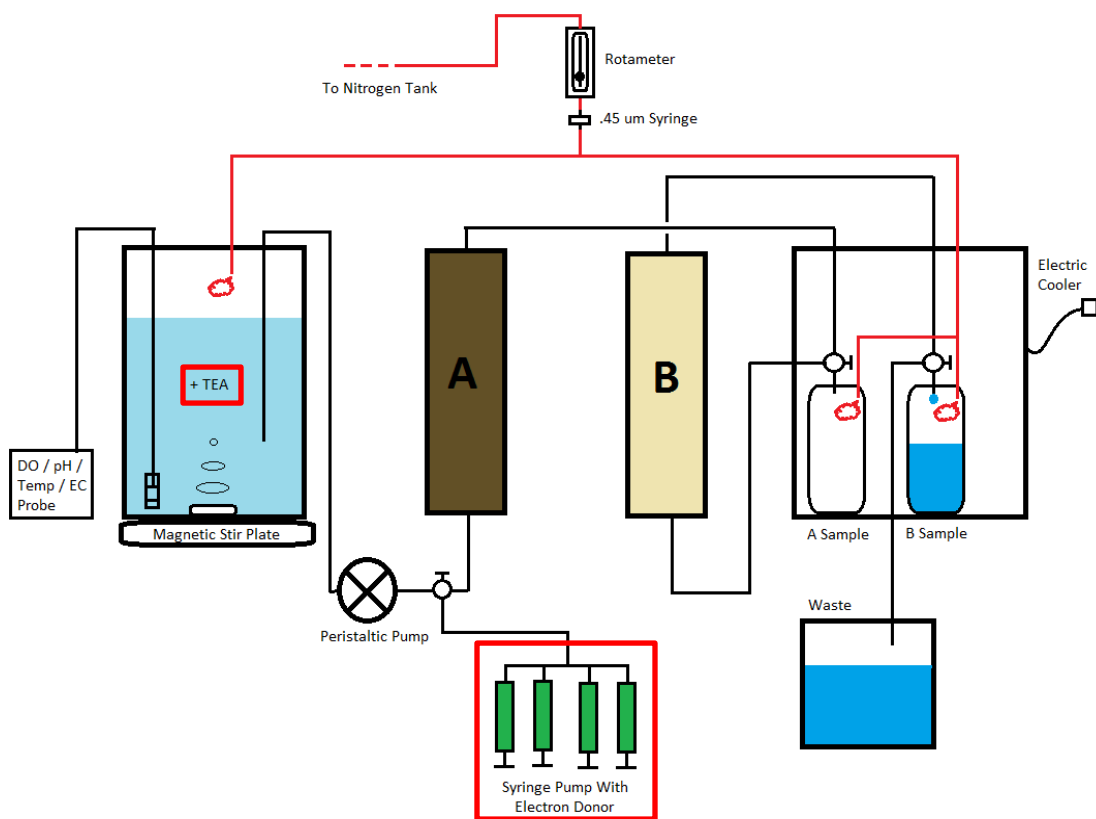 Rotameter
To Nitrogen Tank
.45 um Syringe
Electric
Cooler
+ TEA
A
B
DO / pH /
Temp / EC
Probe
Magnetic Stir Plate
A Sample
B Sample
Waste
Peristaltic Pump
Syringe Pump With
Electron Donor